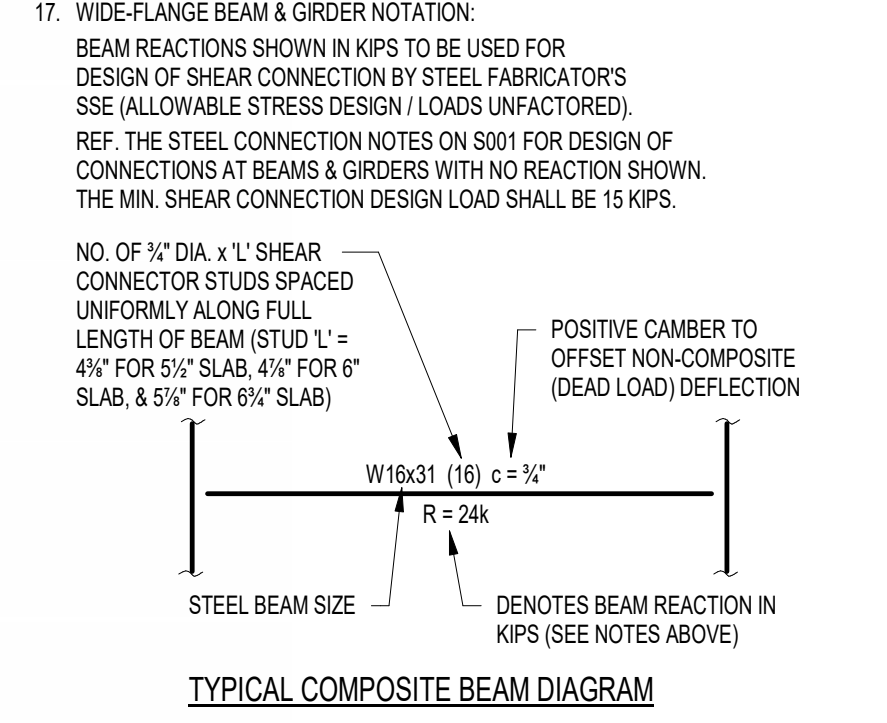 17. WIDE-FLANGE BEAM & GIRDER NOTATION:
BEAM REACTIONS SHOWN IN KIPS TO BE USED FOR
DESIGN OF SHEAR CONNECTION BY STEEL FABRICATOR'S
SSE (ALLOWABLE STRESS DESIGN / LOADS UNFACTORED).
REF. THE STEEL CONNECTION NOTES ON S001 FOR DESIGN OF
CONNECTIONS AT BEAMS & GIRDERS WITH NO REACTION SHOWN.
THE MIN. SHEAR CONNECTION DESIGN LOAD SHALL BE 15 KIPS.
NO. OF ¾" DIA. x 'L' SHEAR
CONNECTOR STUDS SPACED
UNIFORMLY ALONG FULL
LENGTH OF BEAM (STUD 'L' =
4⅜" FOR 5½" SLAB, 4⅞" FOR 6"
SLAB, & 5⅞" FOR 6¾" SLAB)
POSITIVE CAMBER TO
OFFSET NON-COMPOSITE
(DEAD LOAD) DEFLECTION
W16x31 (16) c = ¾"
R = 24k
STEEL BEAM SIZE
DENOTES BEAM REACTION IN
KIPS (SEE NOTES ABOVE)
TYPICAL COMPOSITE BEAM DIAGRAM